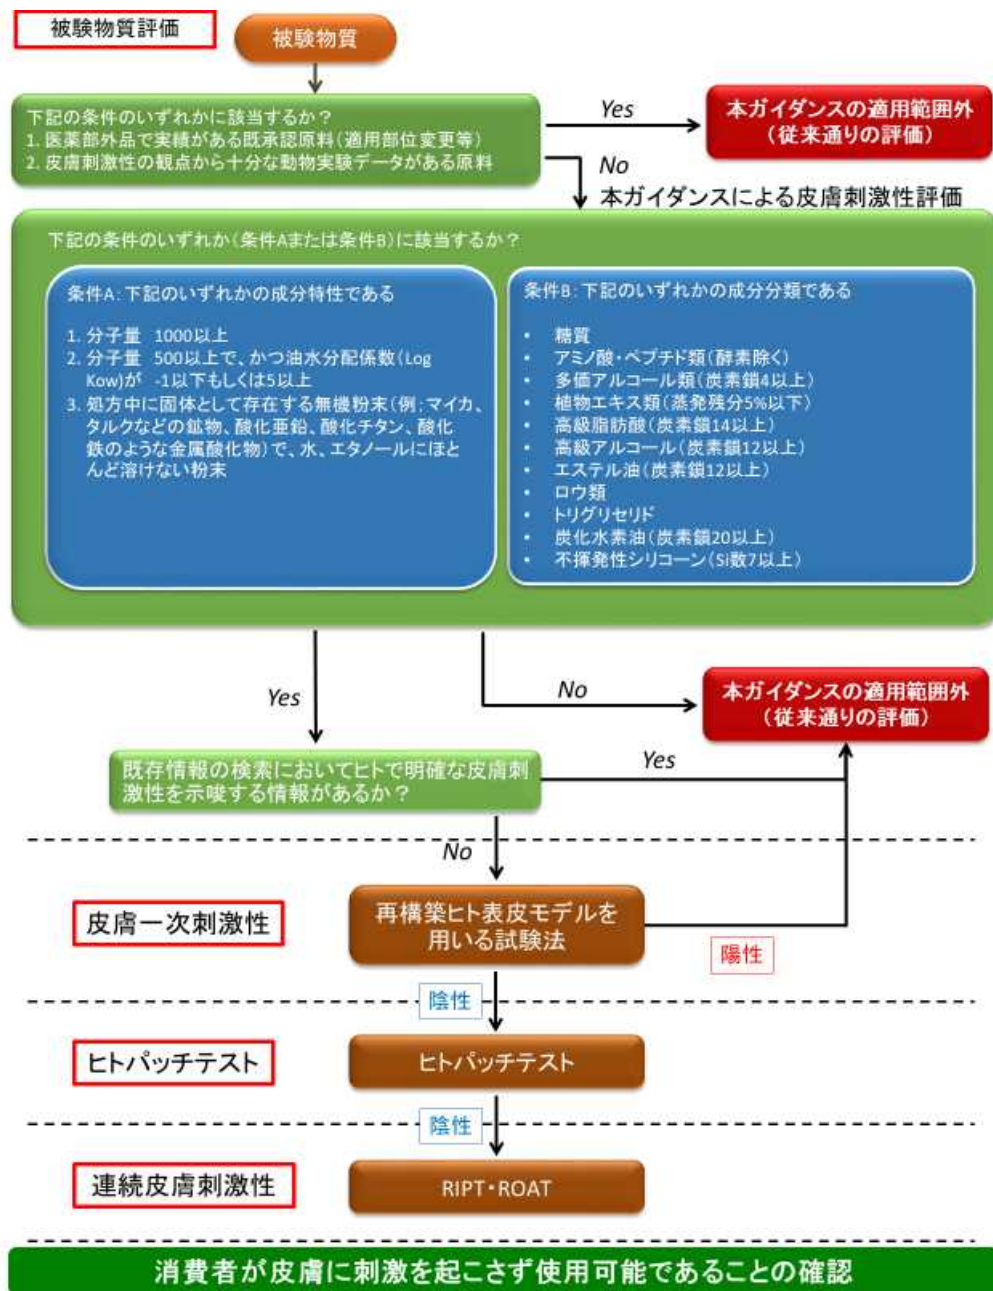 被験物質評価
被験物質
下記の条件のいずれかに該当するか？
1. 医薬部外品で実績がある既承認原料(適用部位変更等)
2. 皮膚刺激性の観点から十分な動物実験データがある原料
Yes
本ガイダンスの適用範囲外
(従来通りの評価)
No
本ガイダンスによる皮膚刺激性評価
下記の条件のいずれか(条件Aまたは条件B)に該当するか？
条件A：下記のいずれかの成分特性である
1. 分子量　1000以上
2. 分子量　500以上で、かつ油水分配係数(Log
Kow)が　-1以下もしくは5以上
3. 処方中に固体として存在する無機粉末(例：マイカ、
タルクなどの鉱物、酸化亜鉛、酸化チタン、酸化
鉄のような金属酸化物)で、水、エタノールにほと
んど溶けない粉末
条件B：下記のいずれかの成分分類である
• 糖質
• アミノ酸・ペプチド類(酵素除く)
• 多価アルコール類(炭素鎖4以上)
• 植物エキス類(蒸発残分5%以下)
• 高級脂肪酸(炭素鎖14以上)
• 高級アルコール(炭素鎖12以上)
• エステル油(炭素鎖12以上)
• ロウ類
• トリグリセリド
• 炭化水素油(炭素鎖20以上)
• 不揮発性シリコーン(Si数7以上)
Yes
No
本ガイダンスの適用範囲外
(従来通りの評価)
既存情報の検索においてヒトで明確な皮膚刺
激性を示唆する情報があるか？
Yes
No
皮膚一次刺激性
再構築ヒト表皮モデルを
用いる試験法
陽性
陰性
ヒトパッチテスト
ヒトパッチテスト
陰性
連続皮膚刺激性
RIPT・ROAT
消費者が皮膚に刺激を起こさず使用可能であることの確認